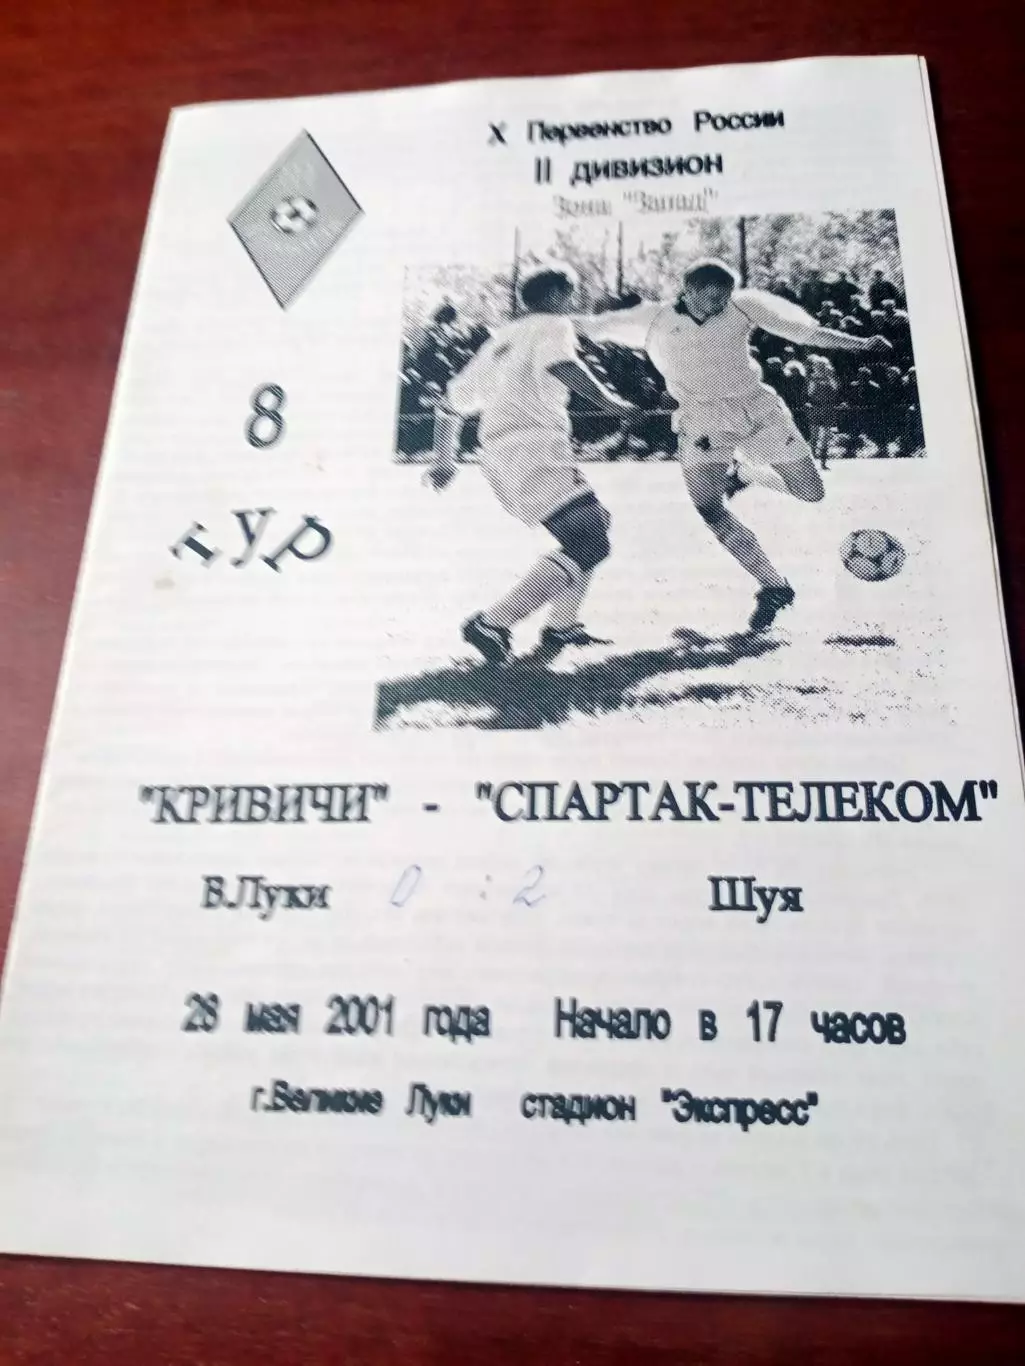 X Первенство России
II дивизион
Зона "Запад"
8
тур
"КРИВИЧИ" - "СПАРТАК-ТЕЛЕКОМ"
В.Луки 0 : 2 Шуя
26 мая 2001 года Начало в 17 часов
г.Великие Луки стадион "Экспресс"